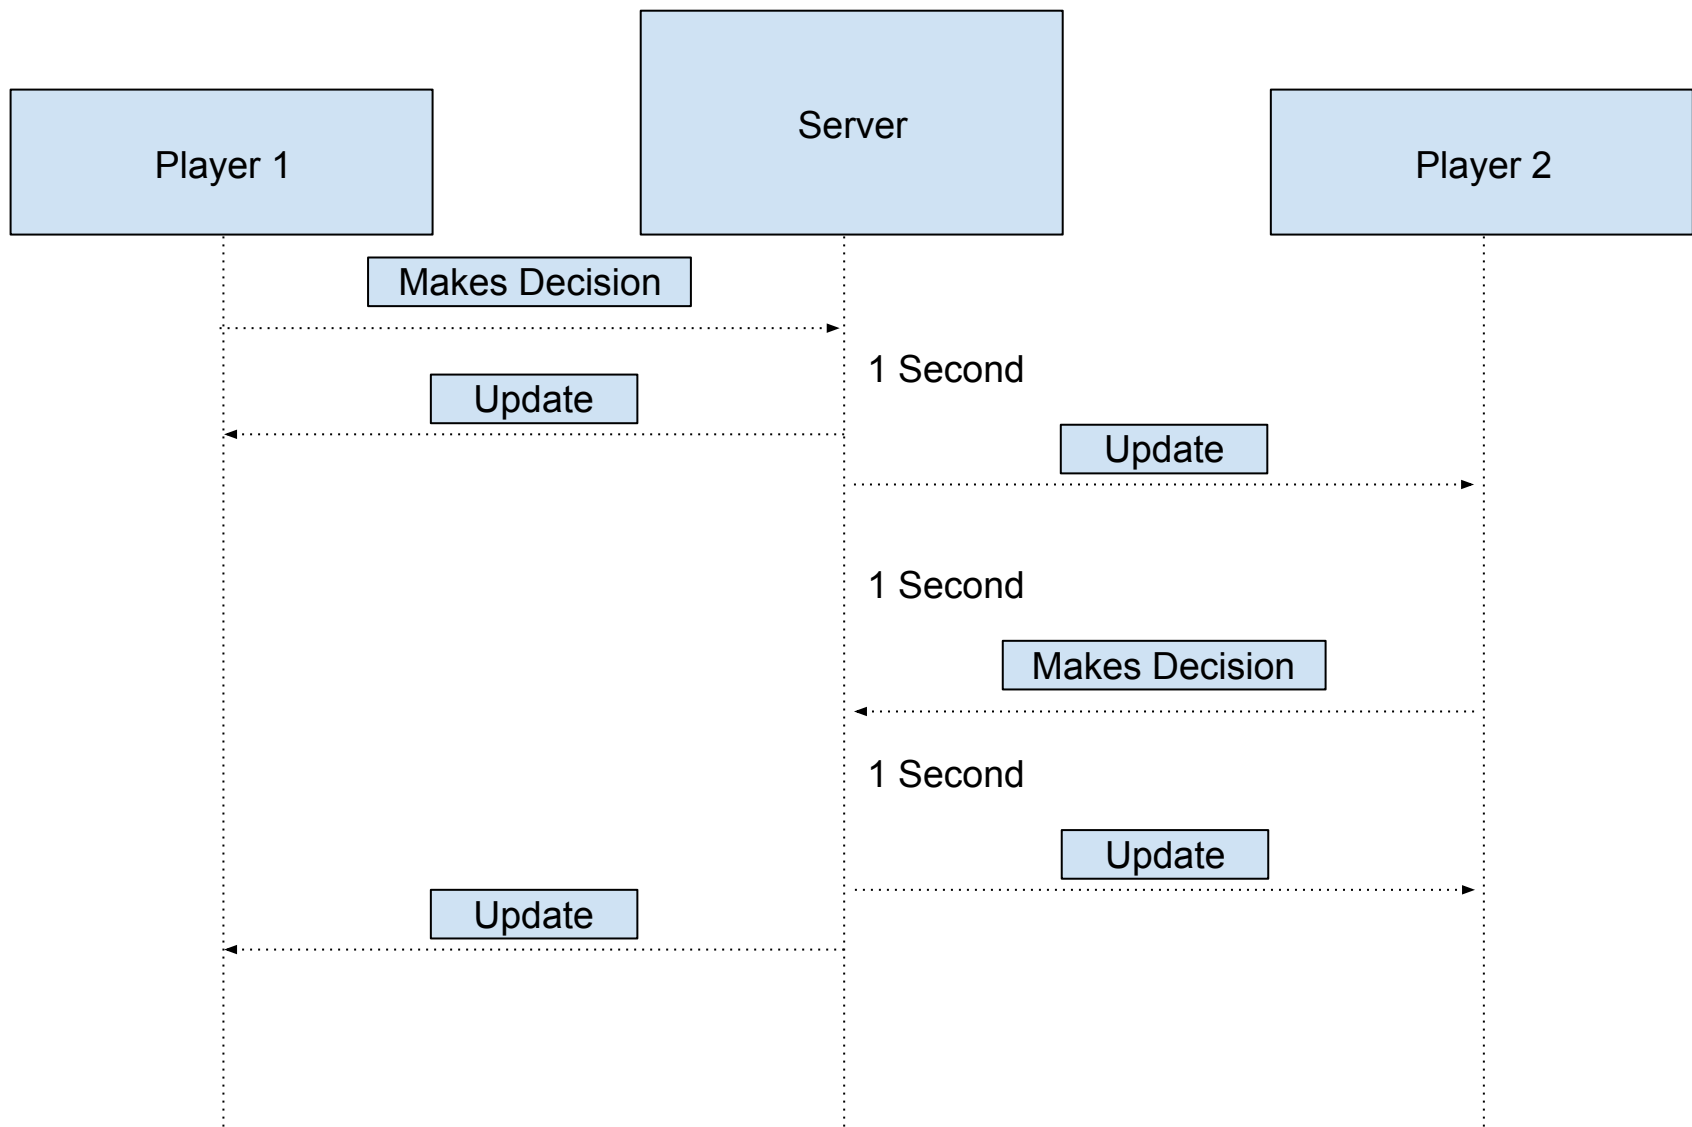 Server
Player 1
Player 2
Makes Decision
1 Second
Update
Update
1 Second
Makes Decision
1 Second
Update
Update